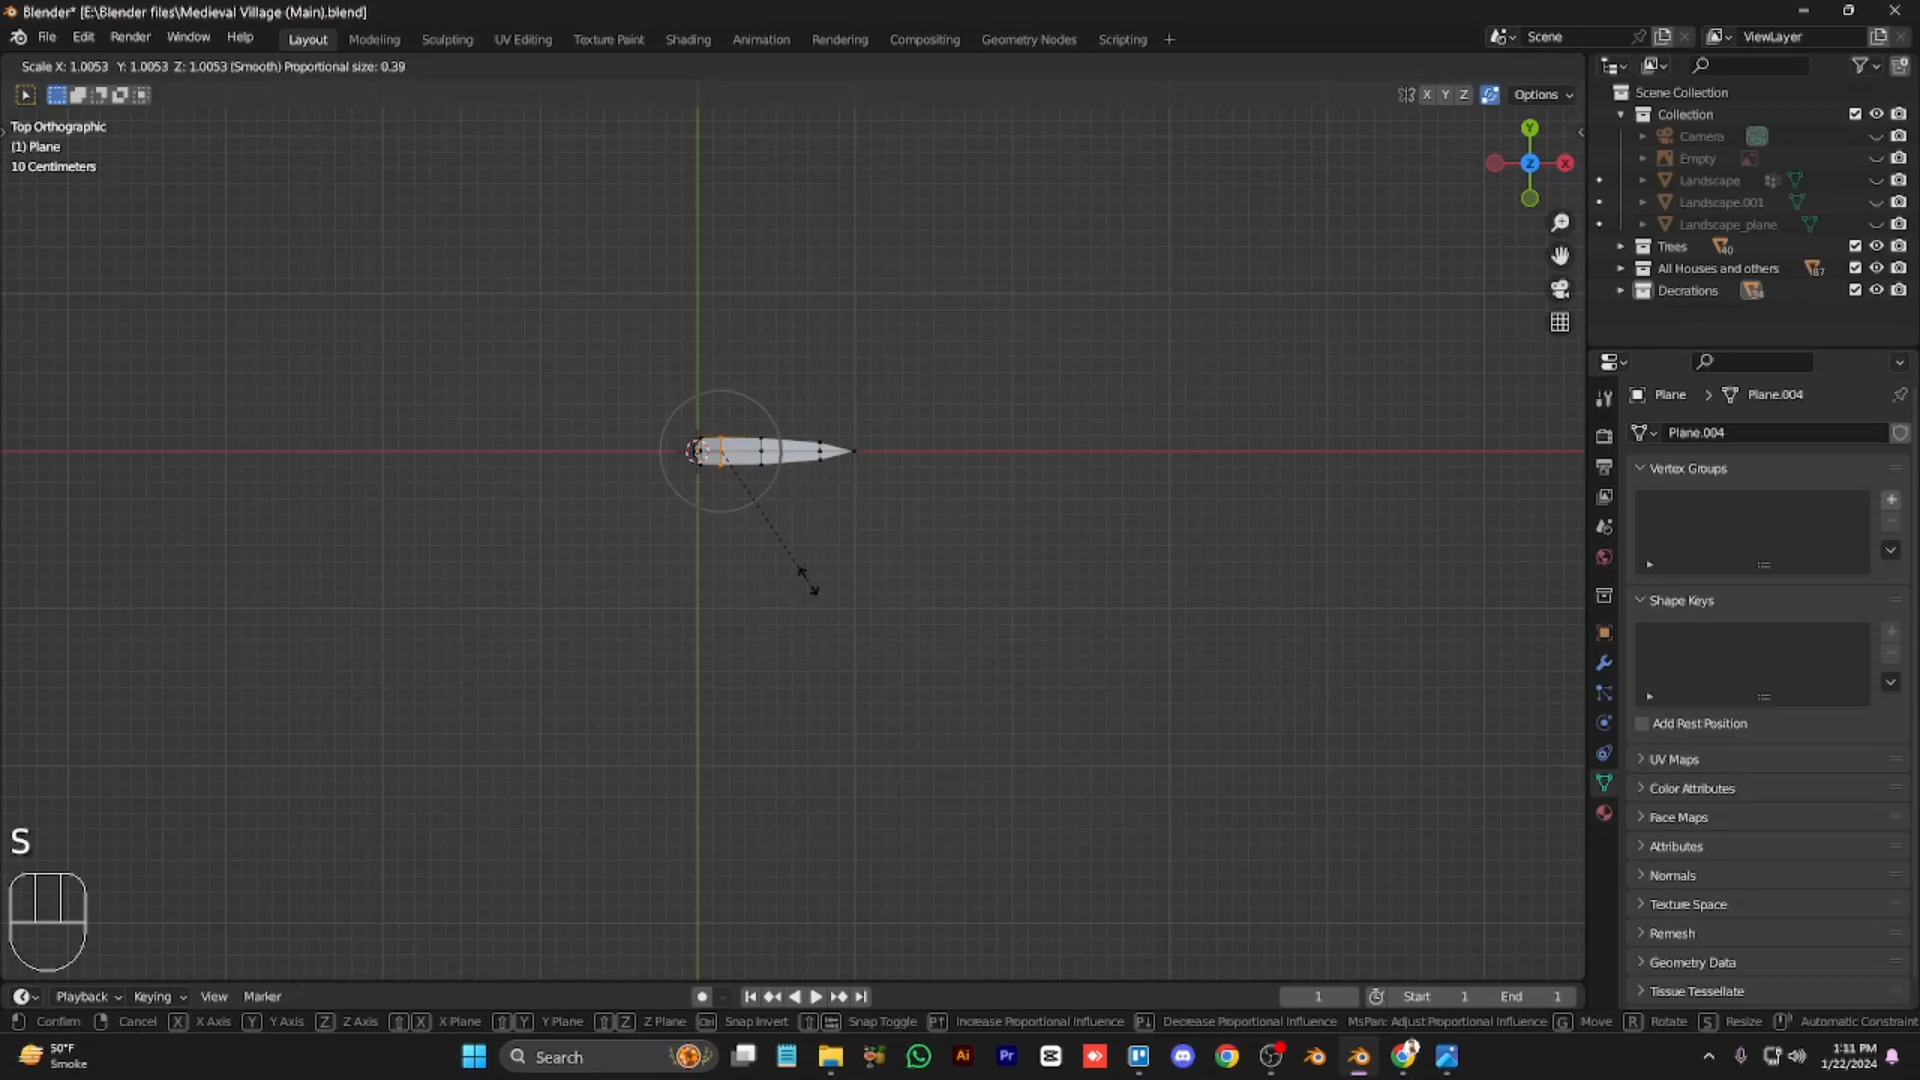 Blender* [E:\Blender files\Medieval Village (Main).blend]
File Edit Render Window Help Layout Modeling Sculpting UV Editing Texture Paint Shading Animation Rendering Compositing Geometry Nodes Scripting + Scene ViewLayer
Scale X: 1.0053 Y: 1.0053 Z: 1.0053 (Smooth) Proportional size: 0.39
X Y Z Options
Top Orthographic
(1) Plane
10 Centimeters
Y
Z X
Scene Collection
Collection
Camera
Empty
Landscape
Landscape.001
Landscape_plane
Trees 40
All Houses and others 87
Decrations 34
Plane > Plane.004
Plane.004
Vertex Groups
Shape Keys
Add Rest Position
UV Maps
Color Attributes
Face Maps
Attributes
Normals
Texture Space
Remesh
Geometry Data
Tissue Tessellate
S
Playback Keying View Marker 1 Start 1 End 1
Confirm Cancel X X Axis Y Y Axis Z Z Axis X X Plane Y Y Plane Z Z Plane Ctrl Snap Invert Snap Toggle Increase Proportional Influence Decrease Proportional Influence MsPan: Adjust Proportional Influence G Move R Rotate S Resize Automatic Constraint
50°F
Smoke
Search
Ai Pr
1:11 PM
1/22/2024